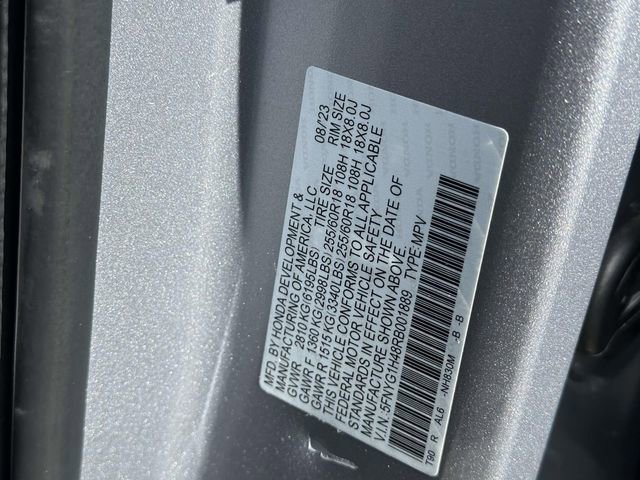 MANUFACTURED BY HONDA DEVELOPMENT &
MANUFACTURING OF AMERICA, LLC 08/'23
GVWR 2810 KG(6195LBS) TIRE SIZE RIM SIZE
GAWR F 1360 KG(2998LBS) 255/60R18 108H 18X8.0J
GAWR R 1515 KG(3340LBS) 255/60R18 108H 18X8.0J
THIS VEHICLE CONFORMS TO ALL APPLICABLE
FEDERAL MOTOR VEHICLE SAFETY
STANDARDS IN EFFECT ON THE DATE OF
MANUFACTURE SHOWN ABOVE.
V.I.N. 5FNYG1H48RB001889 TYPE: MPV
T90 R AL6 -NH830M -B -B